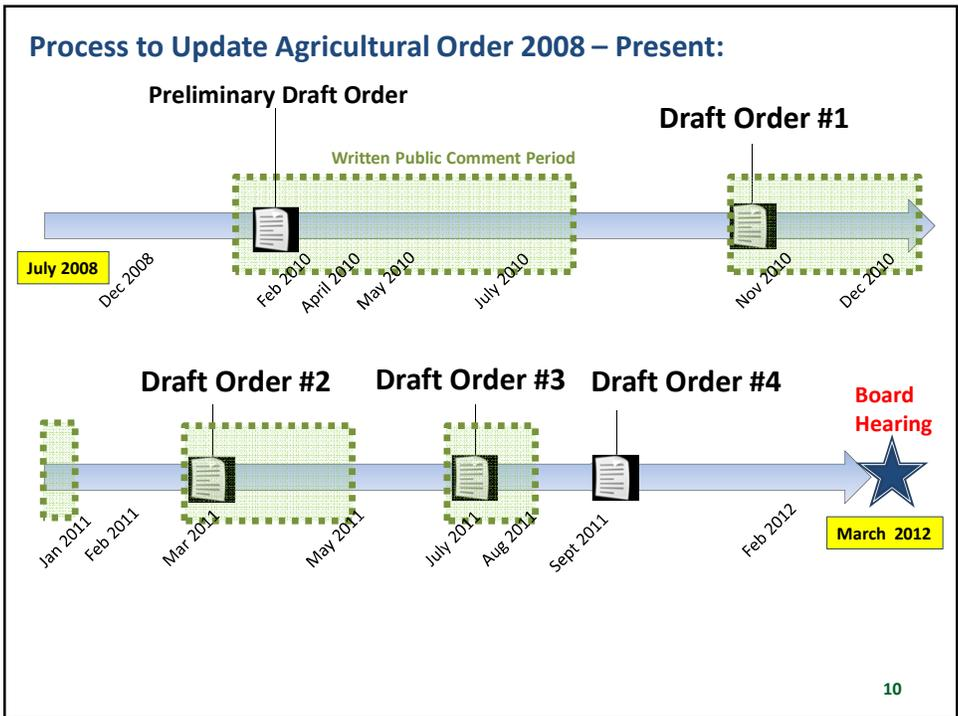 Process to Update Agricultural Order 2008 – Present:
Preliminary Draft Order
Draft Order #1
Written Public Comment Period
July 2008
Dec 2008
Feb 2010
April 2010
May 2010
July 2010
Nov 2010
Dec 2010
Draft Order #2
Draft Order #3
Draft Order #4
Board
Hearing
Jan 2011
Feb 2011
Mar 2011
May 2011
July 2011
Aug 2011
Sept 2011
Feb 2012
March 2012
10